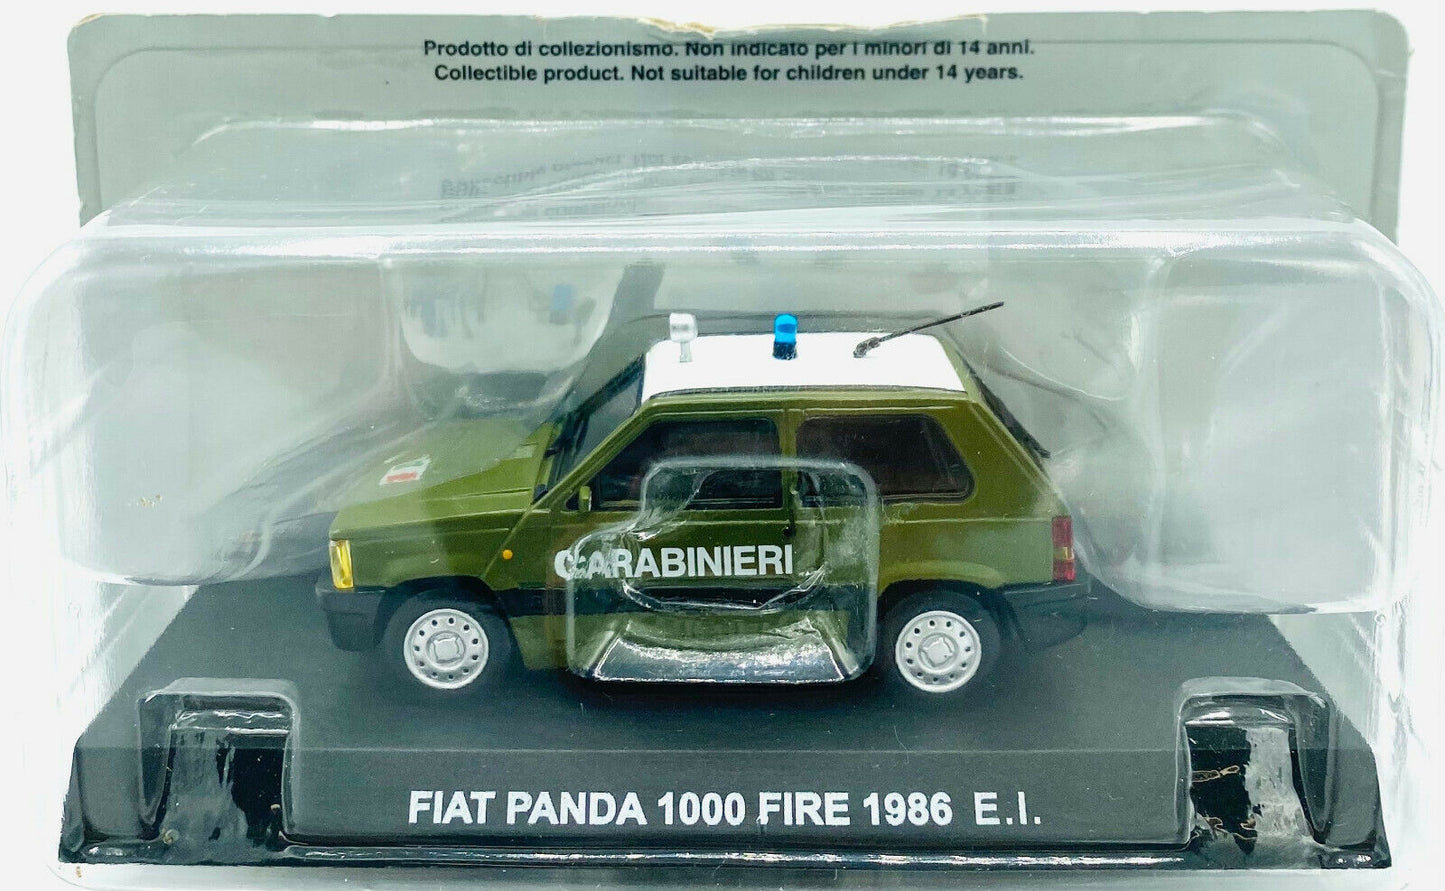 Prodotto di collezionismo. Non indicato per i minori di 14 anni.
Collectible product. Not suitable for children under 14 years.
CARABINIERI
FIAT PANDA 1000 FIRE 1986 E.I.